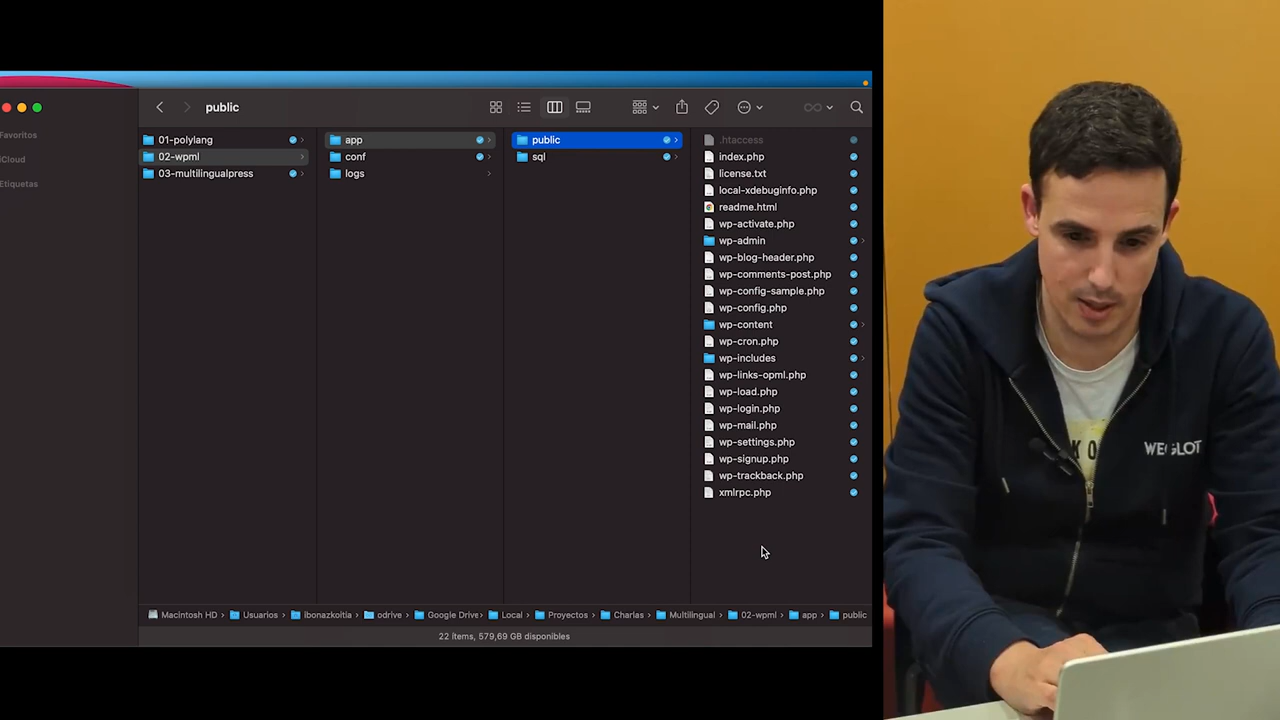 public
Favoritos
iCloud
Etiquetas
01-polylang
02-wpml
03-multilingualpress
app
conf
logs
public
sql
.htaccess
index.php
license.txt
local-xdebuginfo.php
readme.html
wp-activate.php
wp-admin
wp-blog-header.php
wp-comments-post.php
wp-config-sample.php
wp-config.php
wp-content
wp-cron.php
wp-includes
wp-links-opml.php
wp-load.php
wp-login.php
wp-mail.php
wp-settings.php
wp-signup.php
wp-trackback.php
xmlrpc.php
Macintosh HD Usuarios ibonazkoitia odrive Google Drive Local Proyectos Charlas Multilingual 02-wpml app public
22 ítems, 579,69 GB disponibles
WEGLOT